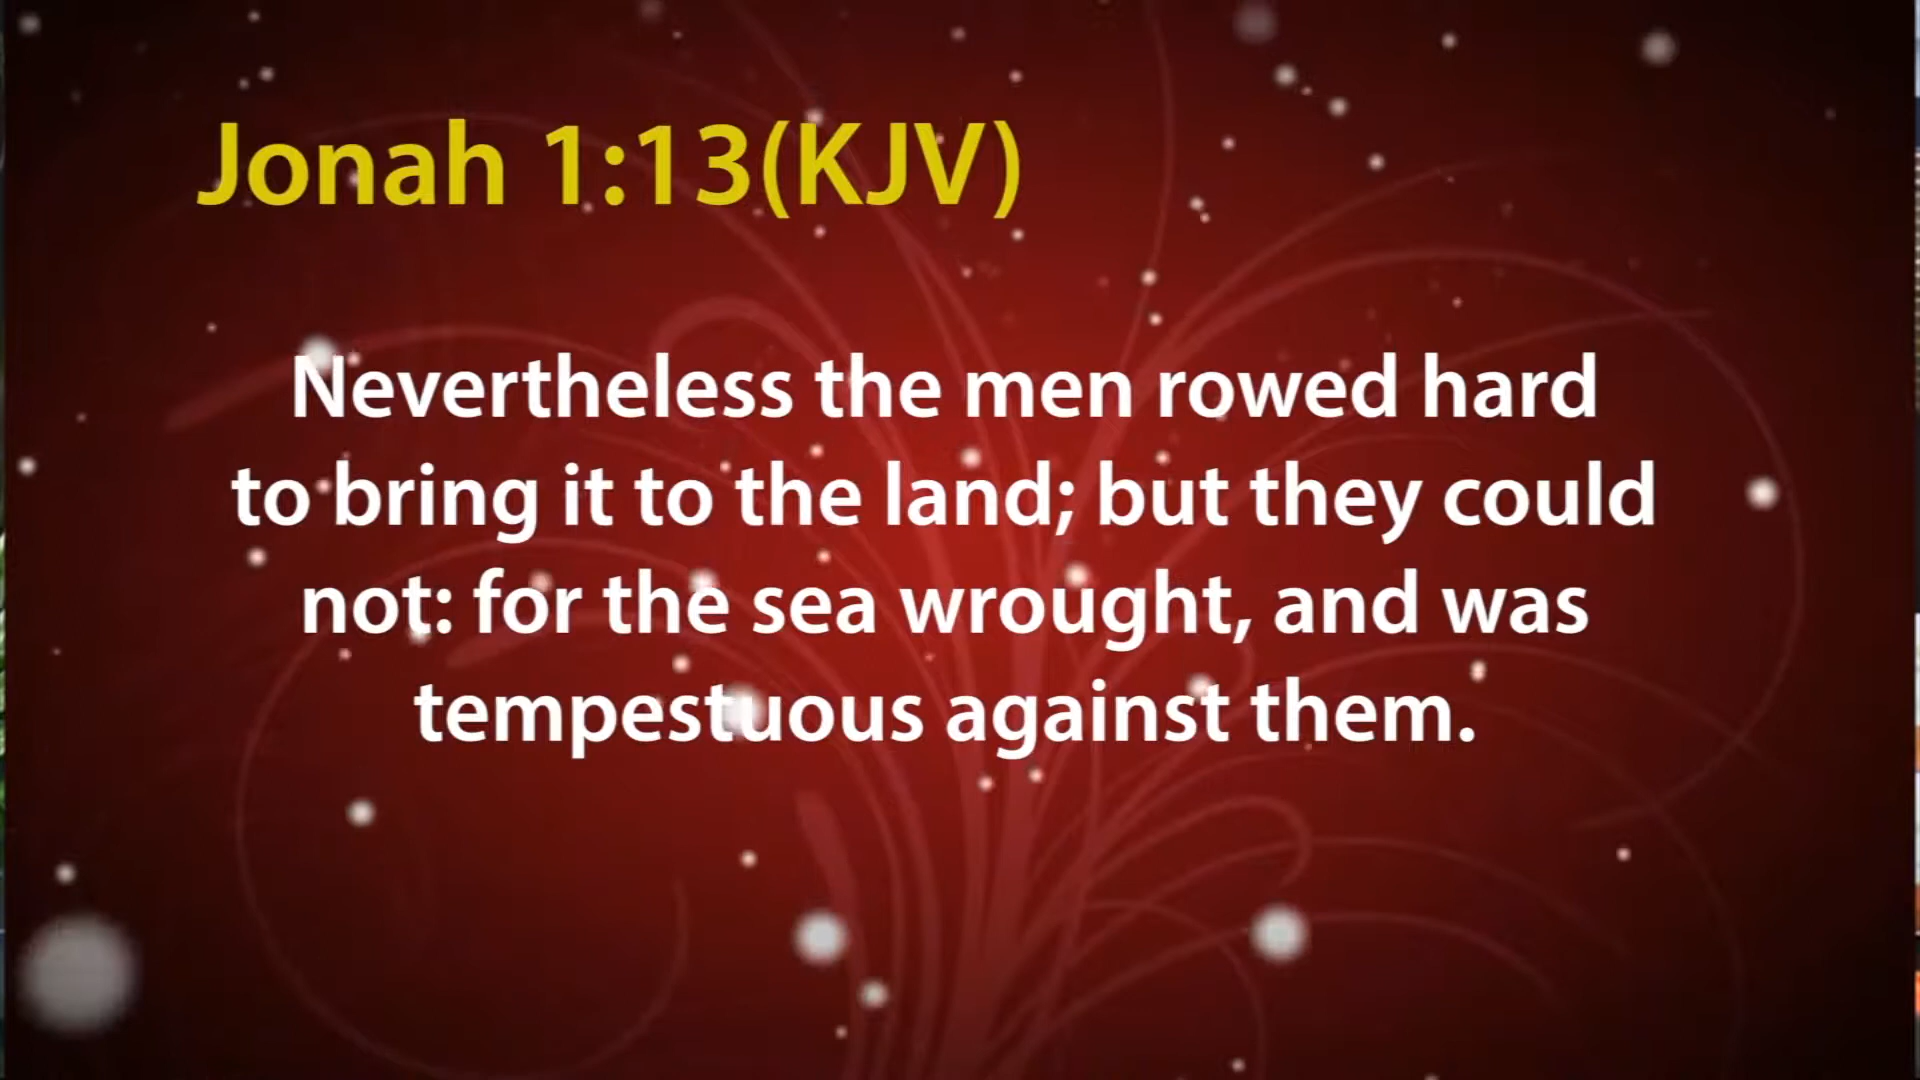 Jonah 1:13(KJV)
Nevertheless the men rowed hard
to bring it to the land; but they could
not: for the sea wrought, and was
tempestuous against them.